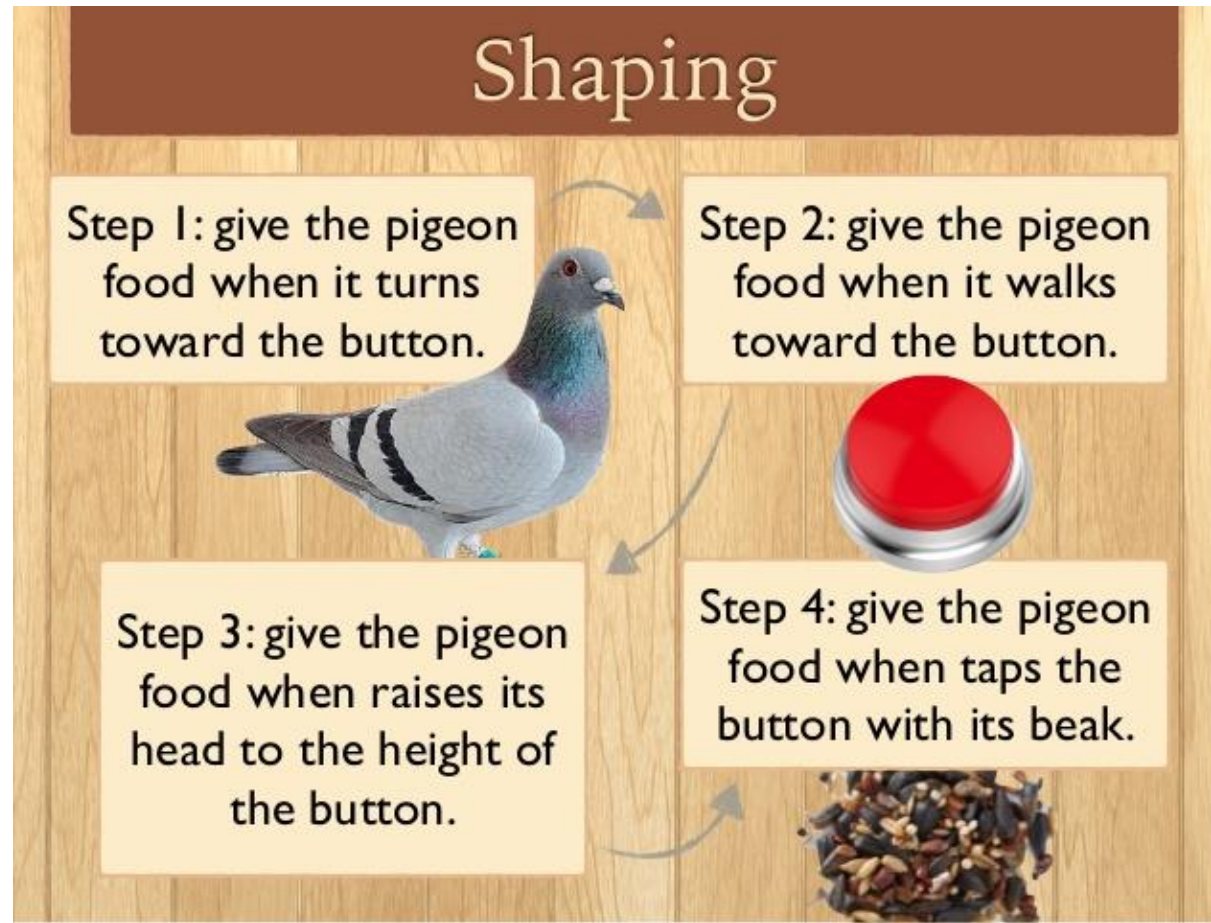 Shaping
Step 1: give the pigeon
food when it turns
toward the button.
Step 2: give the pigeon
food when it walks
toward the button.
Step 3: give the pigeon
food when raises its
head to the height of
the button.
Step 4: give the pigeon
food when taps the
button with its beak.